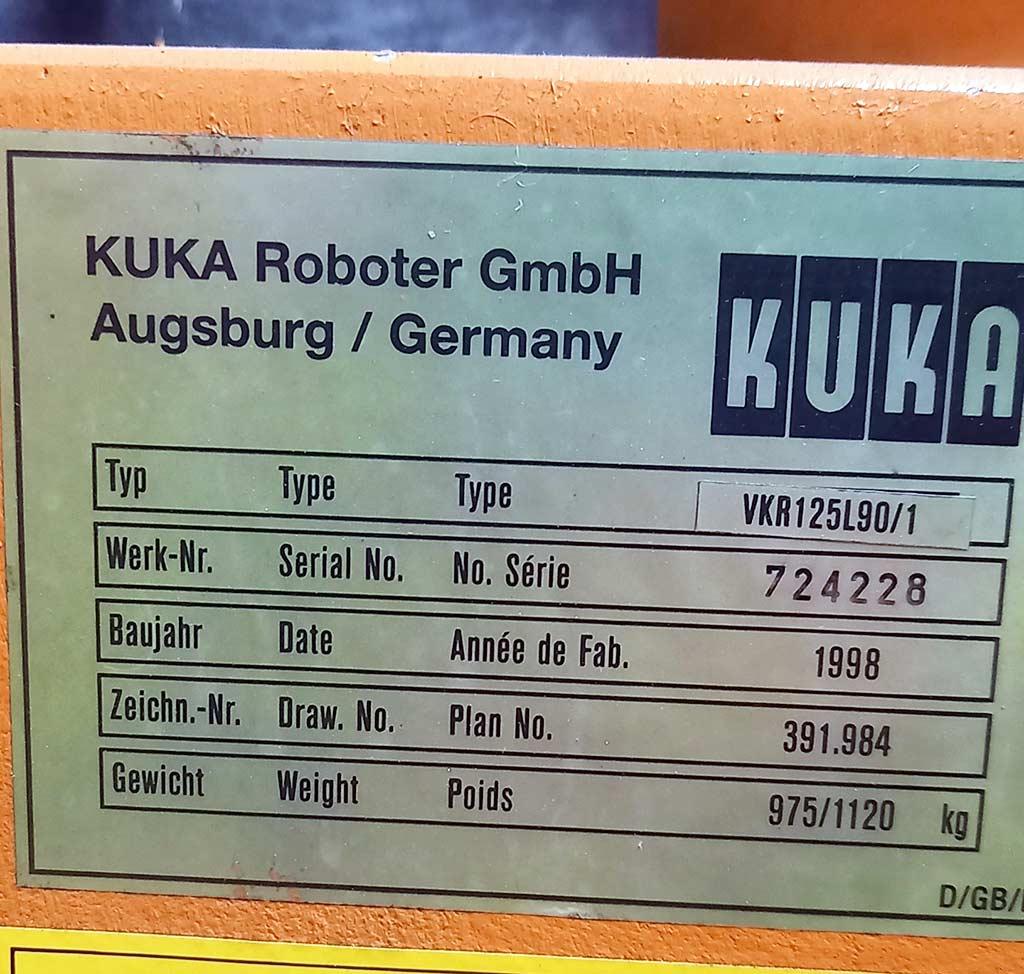 KUKA Roboter GmbH
Augsburg / Germany
KUKA
Typ Type Type VKR125L90/1
Werk-Nr. Serial No. No. Série 724228
Baujahr Date Année de Fab. 1998
Zeichn.-Nr. Draw. No. Plan No. 391.984
Gewicht Weight Poids 975/1120 kg
D/GB/